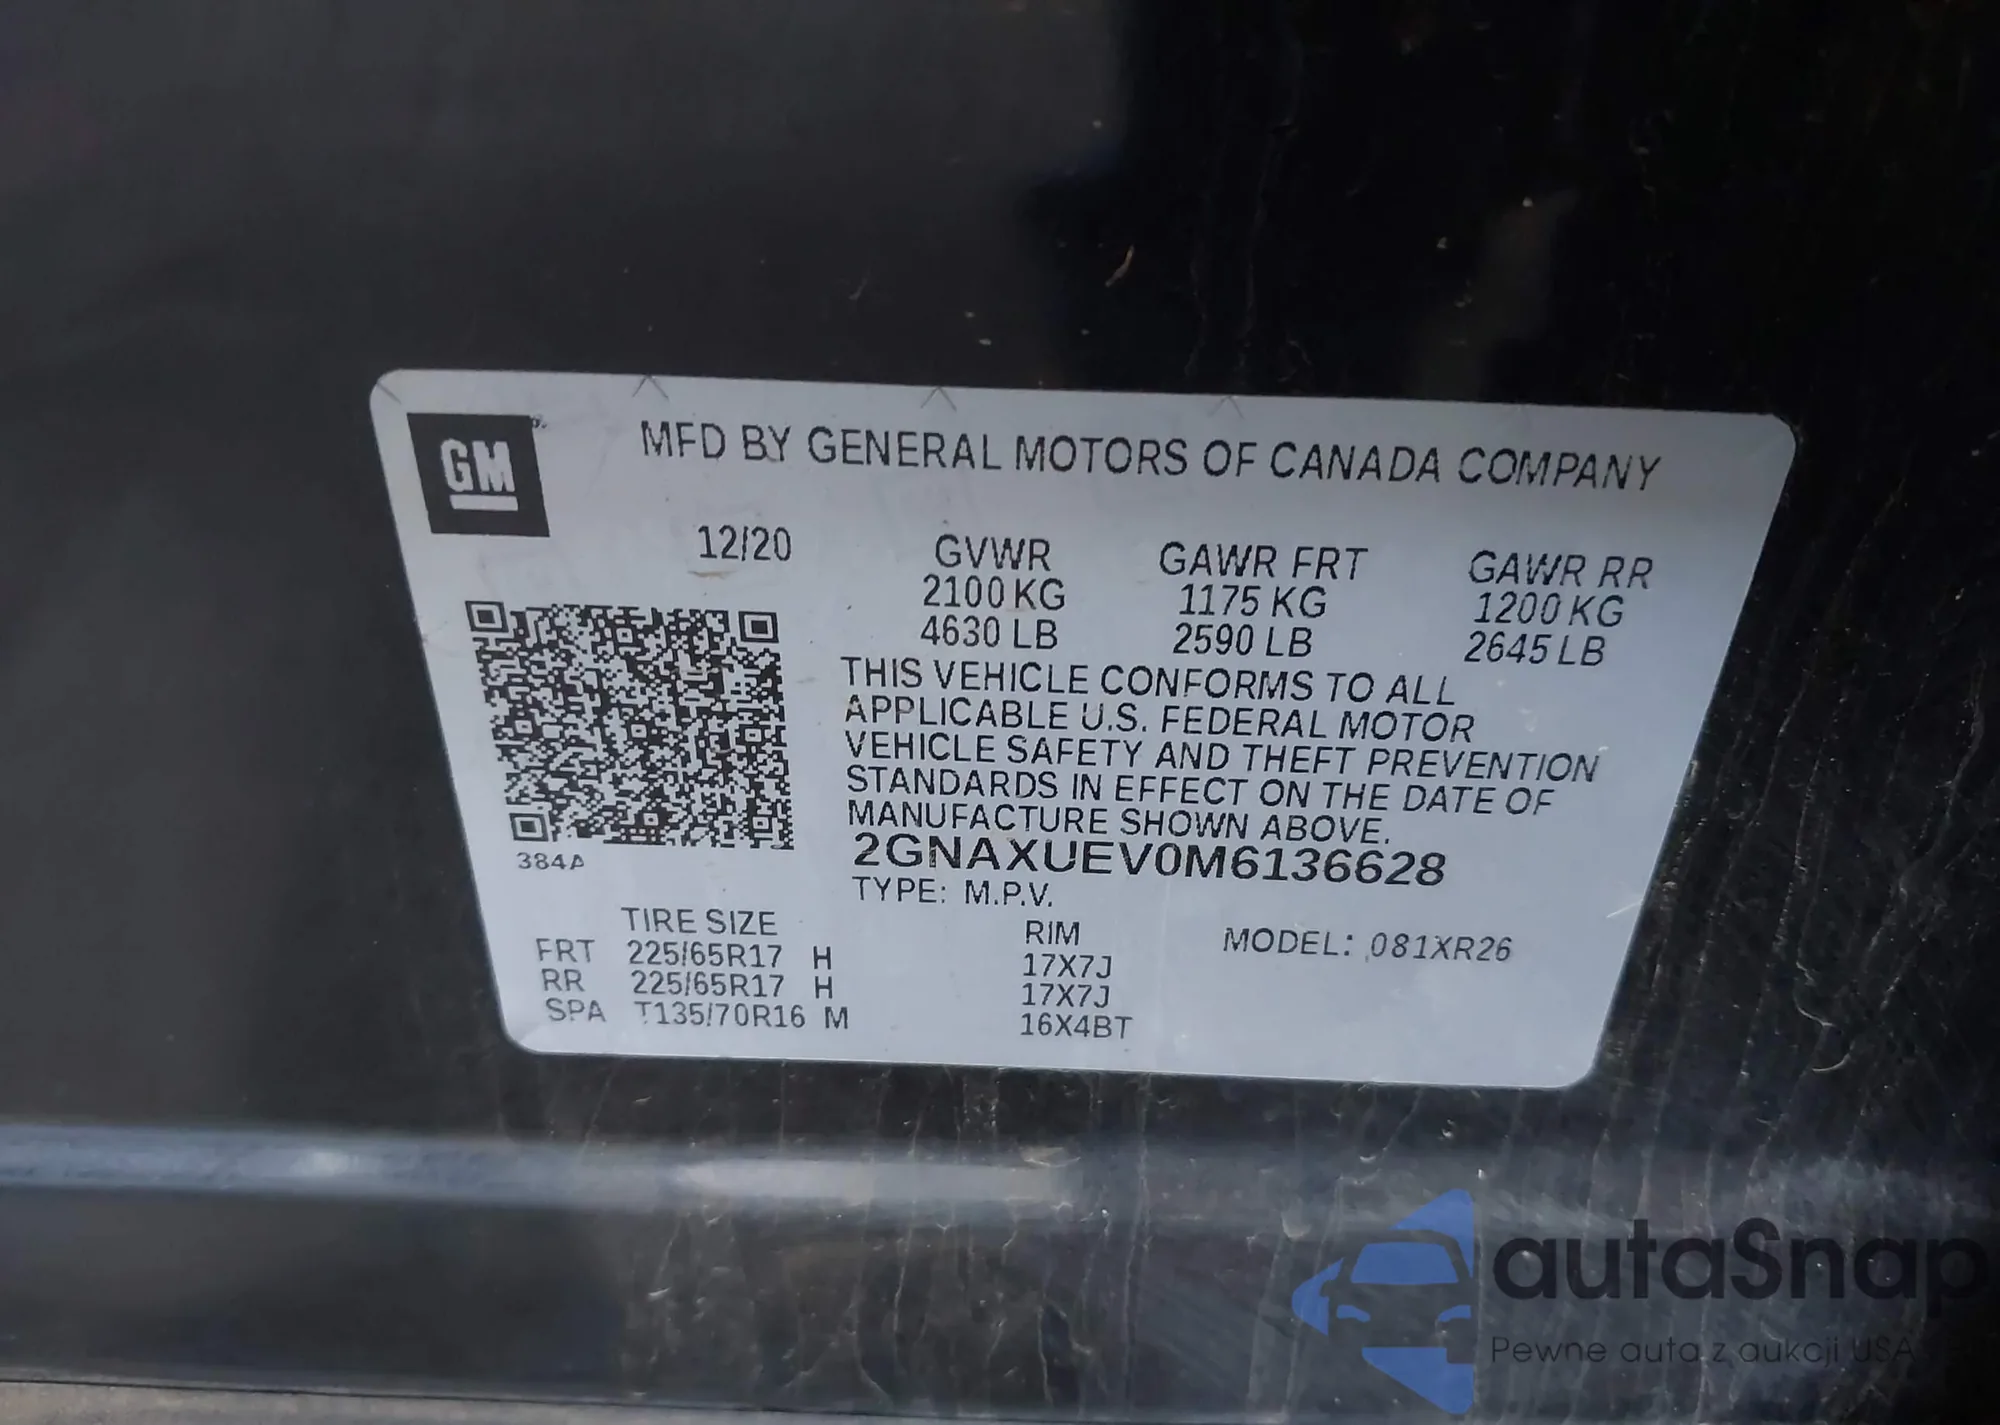 GM
MFD BY GENERAL MOTORS OF CANADA COMPANY
12/20
GVWR GAWR FRT GAWR RR
2100 KG 1175 KG 1200 KG
4630 LB 2590 LB 2645 LB
THIS VEHICLE CONFORMS TO ALL
APPLICABLE U.S. FEDERAL MOTOR
VEHICLE SAFETY AND THEFT PREVENTION
STANDARDS IN EFFECT ON THE DATE OF
MANUFACTURE SHOWN ABOVE.
2GNAXUEV0M6136628
384A
TYPE: M.P.V.
TIRE SIZE RIM
FRT 225/65R17 H 17X7J
MODEL: 081XR26
RR 225/65R17 H 17X7J
SPA T135/70R16 M 16X4BT
autaSnap
Pewne auta z aukcji USA